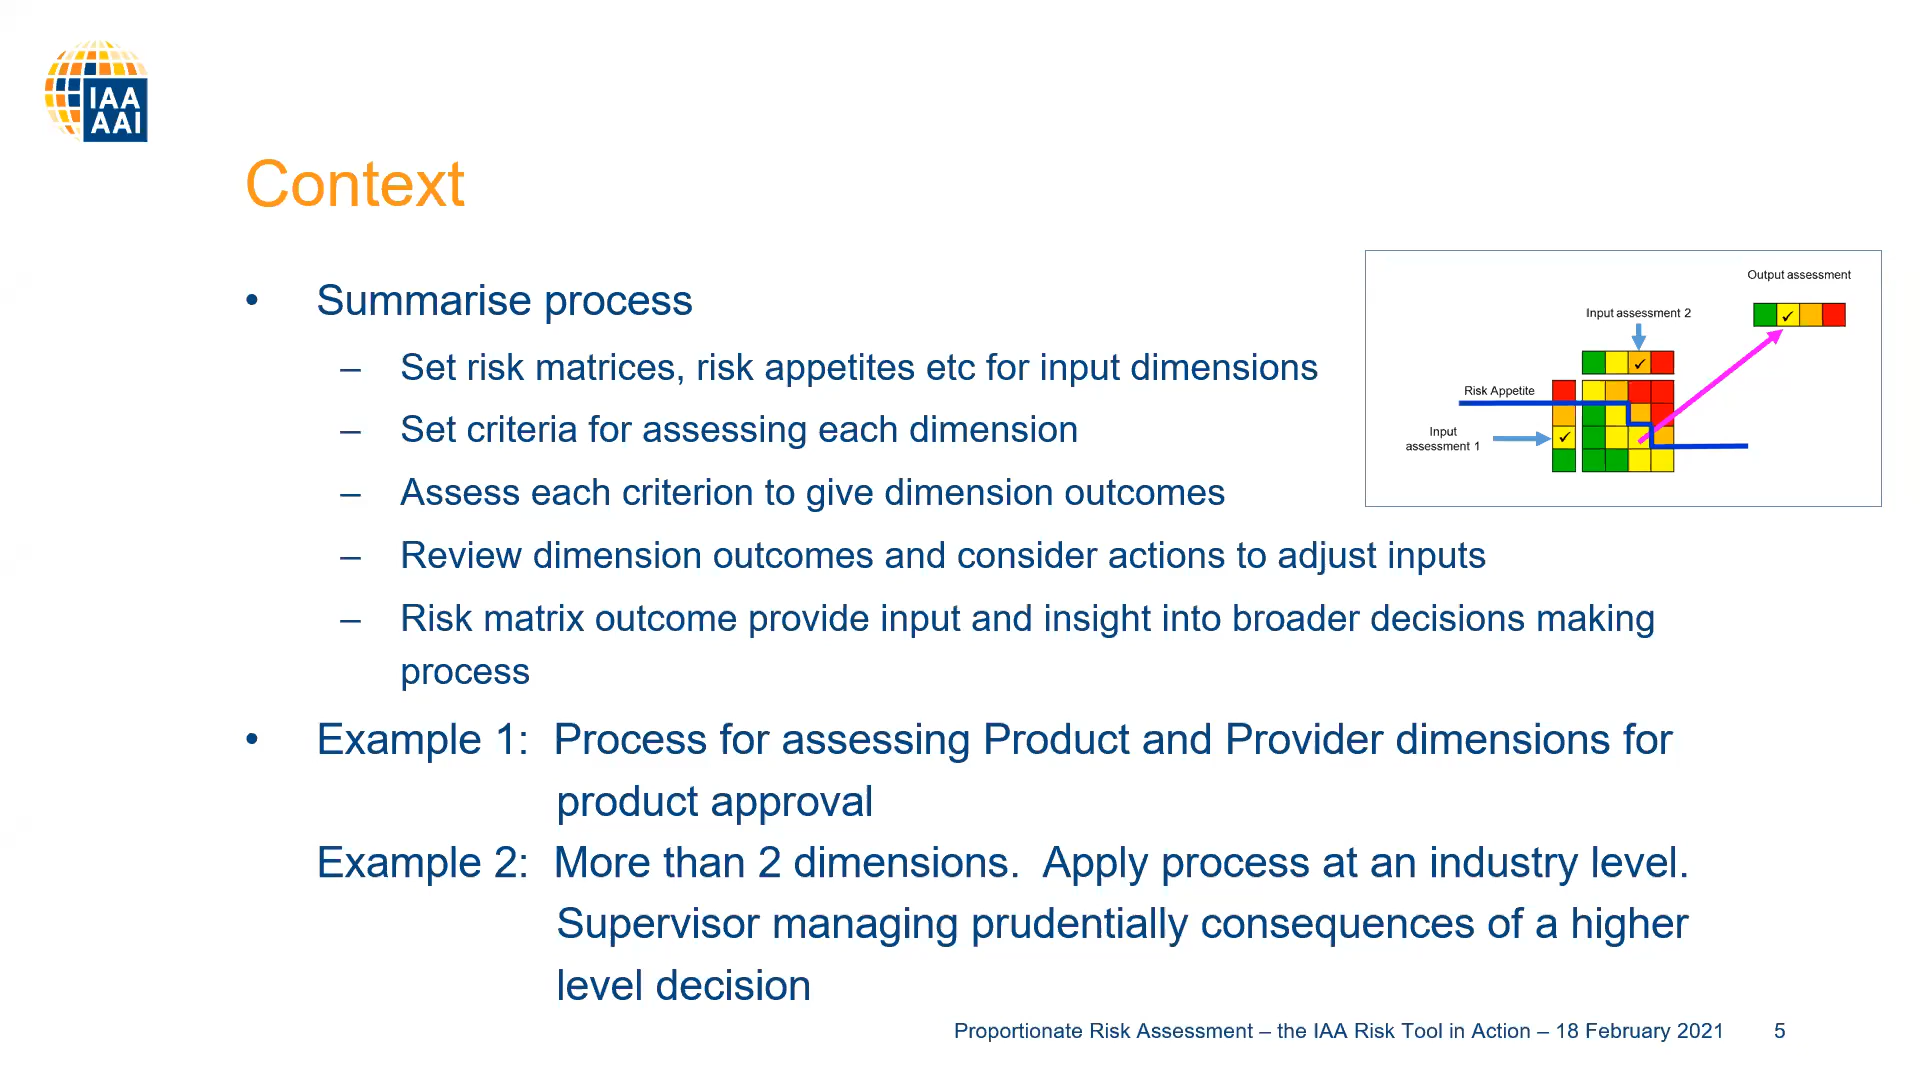 IAA
AAI
Context
• Summarise process
– Set risk matrices, risk appetites etc for input dimensions
– Set criteria for assessing each dimension
– Assess each criterion to give dimension outcomes
– Review dimension outcomes and consider actions to adjust inputs
– Risk matrix outcome provide input and insight into broader decisions making
process
• Example 1: Process for assessing Product and Provider dimensions for
product approval
Example 2: More than 2 dimensions. Apply process at an industry level.
Supervisor managing prudentially consequences of a higher
level decision
Output assessment
Input assessment 2
Risk Appetite
Input
assessment 1
Proportionate Risk Assessment – the IAA Risk Tool in Action – 18 February 2021 5